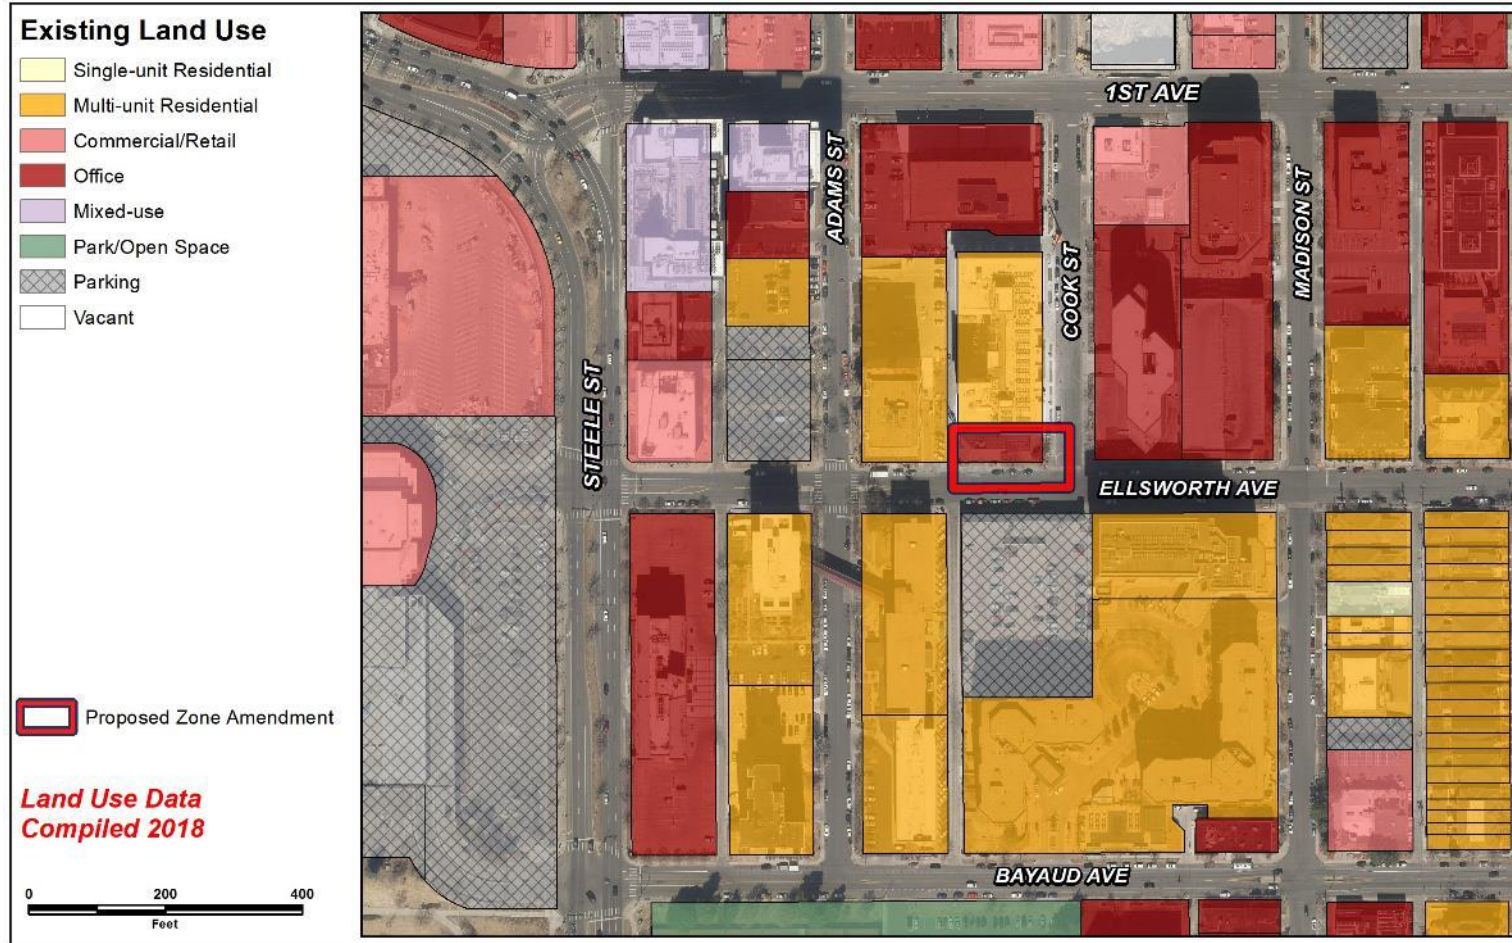 Existing Land Use
Single-unit Residential
Multi-unit Residential
Commercial/Retail
Office
Mixed-use
Park/Open Space
Parking
Vacant
Proposed Zone Amendment
Land Use Data
Compiled 2018
0 200 400
Feet
1ST AVE
ADAMS ST
COOK ST
MADISON ST
STEELE ST
ELLSWORTH AVE
BAYAUD AVE